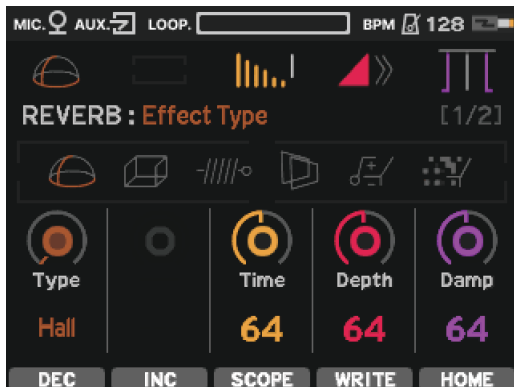 MIC. AUX. LOOP. BPM 128
REVERB : Effect Type [1/2]
Type Time Depth Damp
Hall 64 64 64
DEC INC SCOPE WRITE HOME